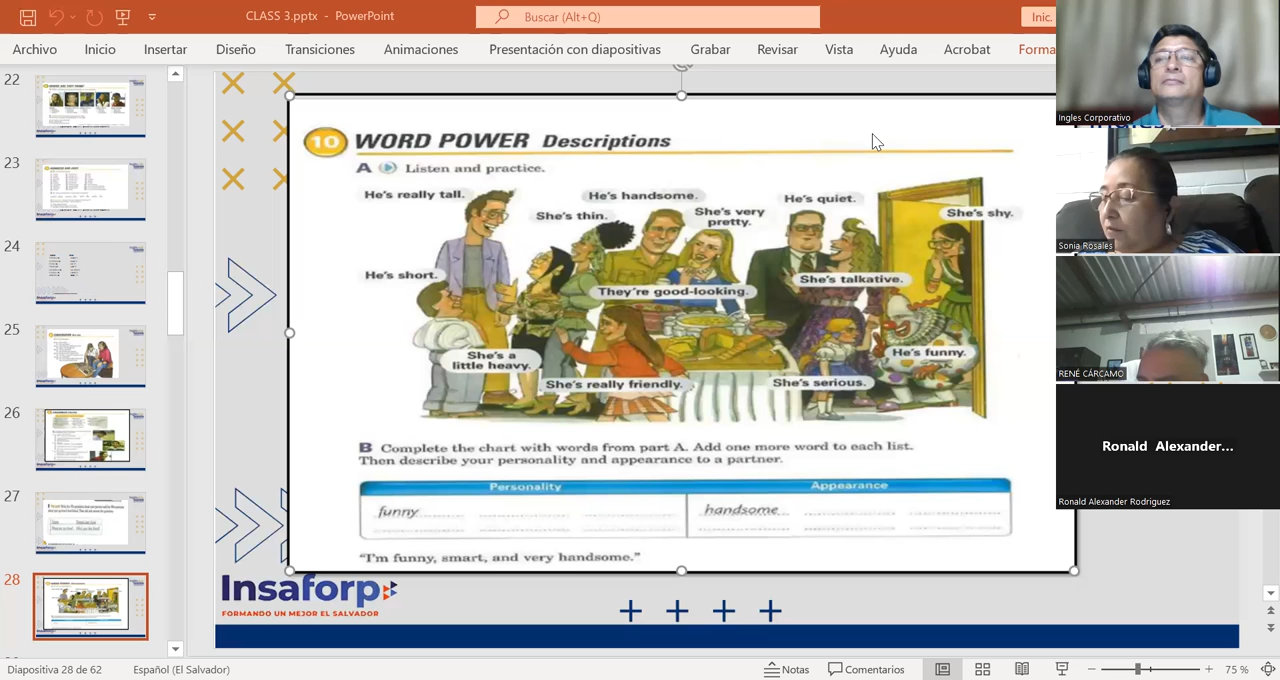 CLASS 3.pptx - PowerPoint
Buscar (Alt+Q)
Inic.
Archivo Inicio Insertar Diseño Transiciones Animaciones Presentación con diapositivas Grabar Revisar Vista Ayuda Acrobat Forma
22
23
24
25
26
27
28
10 WORD POWER Descriptions
A Listen and practice.
He's really tall.
He's handsome.
She's thin.
She's very
pretty.
He's quiet.
She's shy.
He's short.
They're good-looking.
She's talkative.
She's a
little heavy.
She's really friendly.
She's serious.
He's funny.
B Complete the chart with words from part A. Add one more word to each list.
Then describe your personality and appearance to a partner.
Personality Appearance
funny handsome
"I'm funny, smart, and very handsome."
Insaforp
FORMANDO UN MEJOR EL SALVADOR
Ingles Corporativo
Sonia Rosales
RENÉ CÁRCAMO
Ronald Alexander...
Ronald Alexander Rodriguez
Diapositiva 28 de 62 Español (El Salvador) Notas Comentarios 75 %